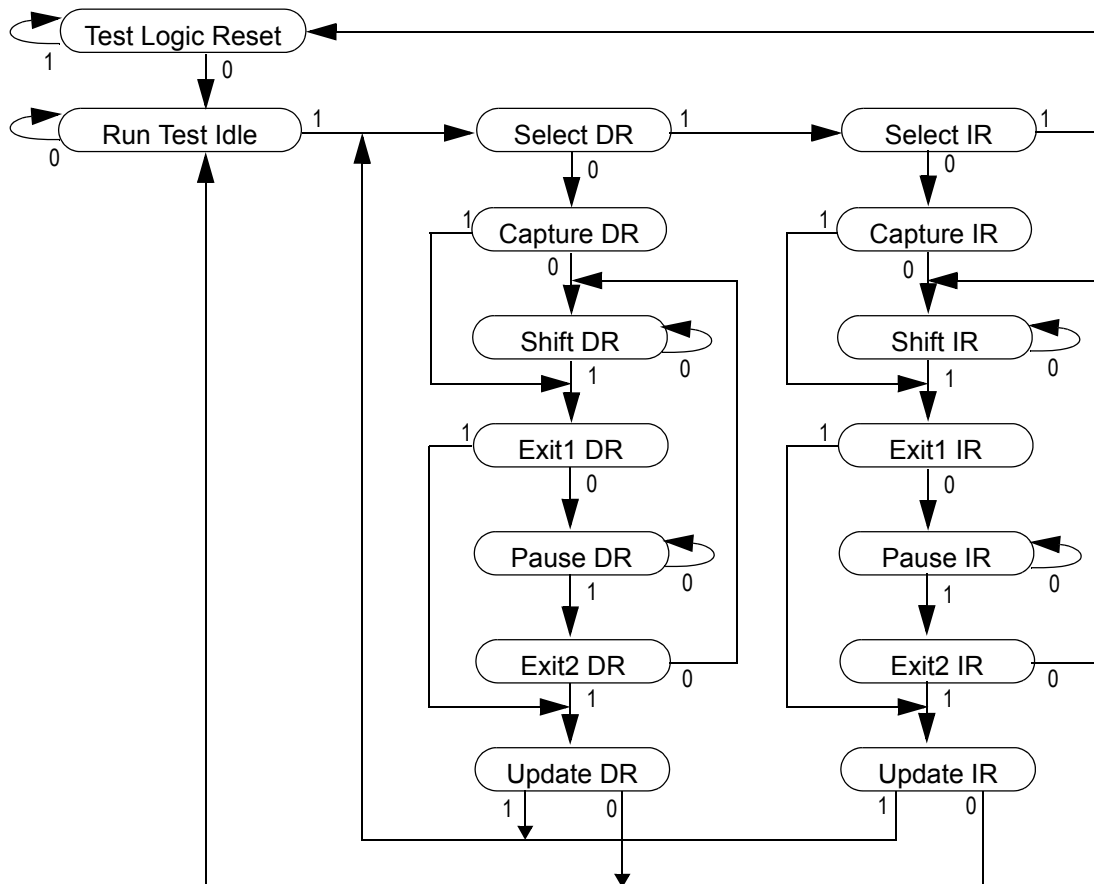 Test Logic Reset
1
0
Run Test Idle
1
0
Select DR
1
0
Select IR
1
0
1
Capture DR
0
1
Capture IR
0
Shift DR
0
1
Shift IR
0
1
1
Exit1 DR
0
1
Exit1 IR
0
Pause DR
0
1
Pause IR
0
1
Exit2 DR
0
1
Exit2 IR
0
1
Update DR
1
0
Update IR
1
0